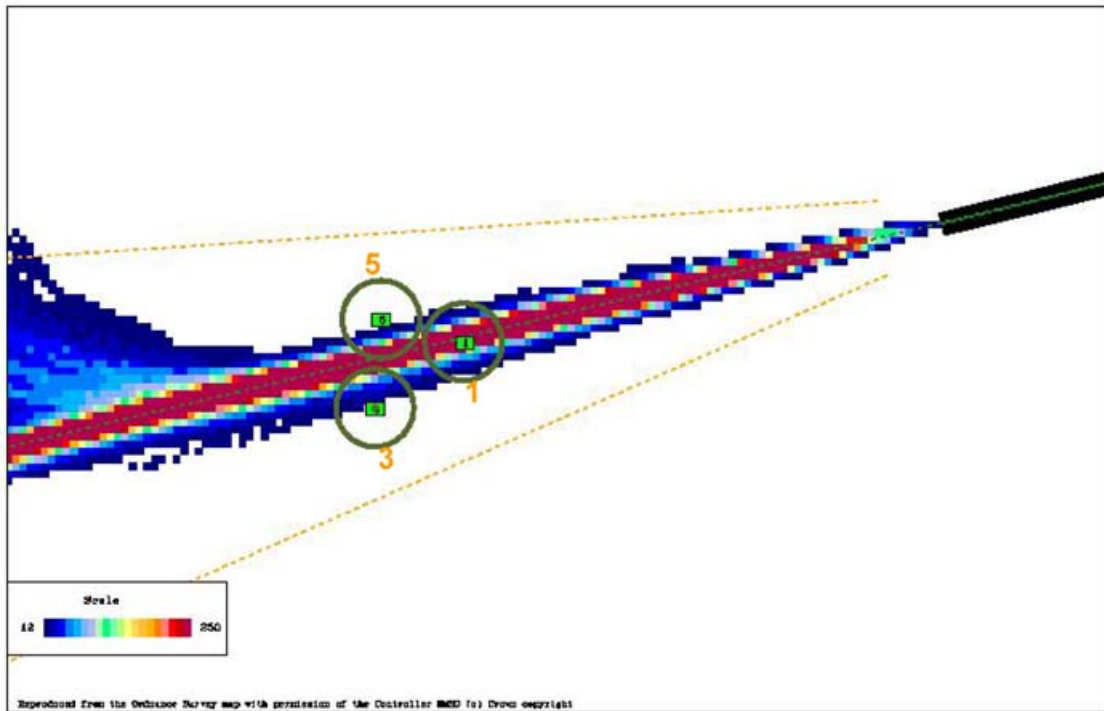 5
1
3
Scale
12 250
Reproduced from the Ordnance Survey map with permission of the Controller HMSO (c) Crown copyright